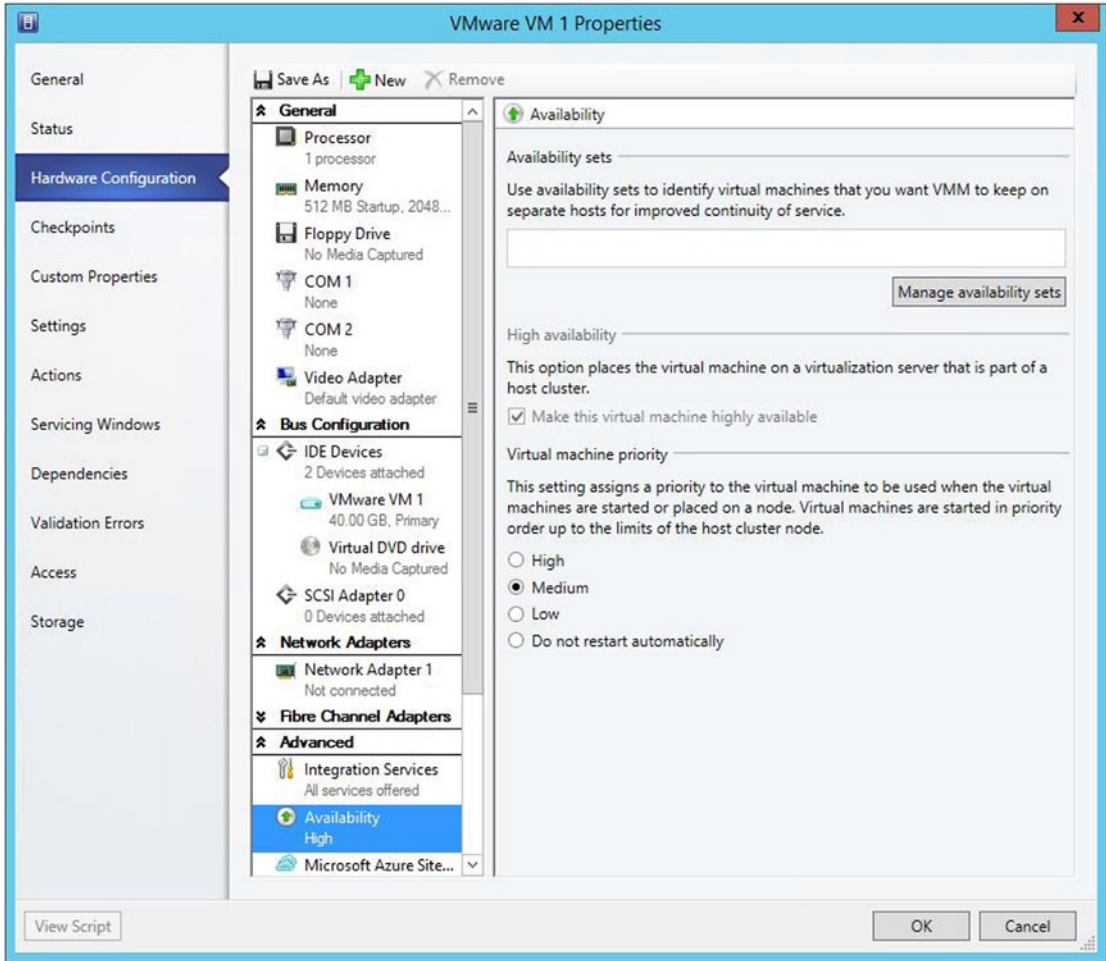 VMware VM 1 Properties
x
General
Status
Hardware Configuration
Checkpoints
Custom Properties
Settings
Actions
Servicing Windows
Dependencies
Validation Errors
Access
Storage
Save As New Remove
General
Processor
1 processor
Memory
512 MB Startup, 2048...
Floppy Drive
No Media Captured
COM 1
None
COM 2
None
Video Adapter
Default video adapter
Bus Configuration
IDE Devices
2 Devices attached
VMware VM 1
40.00 GB, Primary
Virtual DVD drive
No Media Captured
SCSI Adapter 0
0 Devices attached
Network Adapters
Network Adapter 1
Not connected
Fibre Channel Adapters
Advanced
Integration Services
All services offered
Availability
High
Microsoft Azure Site...
Availability
Availability sets
Use availability sets to identify virtual machines that you want VMM to keep on
separate hosts for improved continuity of service.
Manage availability sets
High availability
This option places the virtual machine on a virtualization server that is part of a
host cluster.
Make this virtual machine highly available
Virtual machine priority
This setting assigns a priority to the virtual machine to be used when the virtual
machines are started or placed on a node. Virtual machines are started in priority
order up to the limits of the host cluster node.
High
Medium
Low
Do not restart automatically
View Script
OK
Cancel